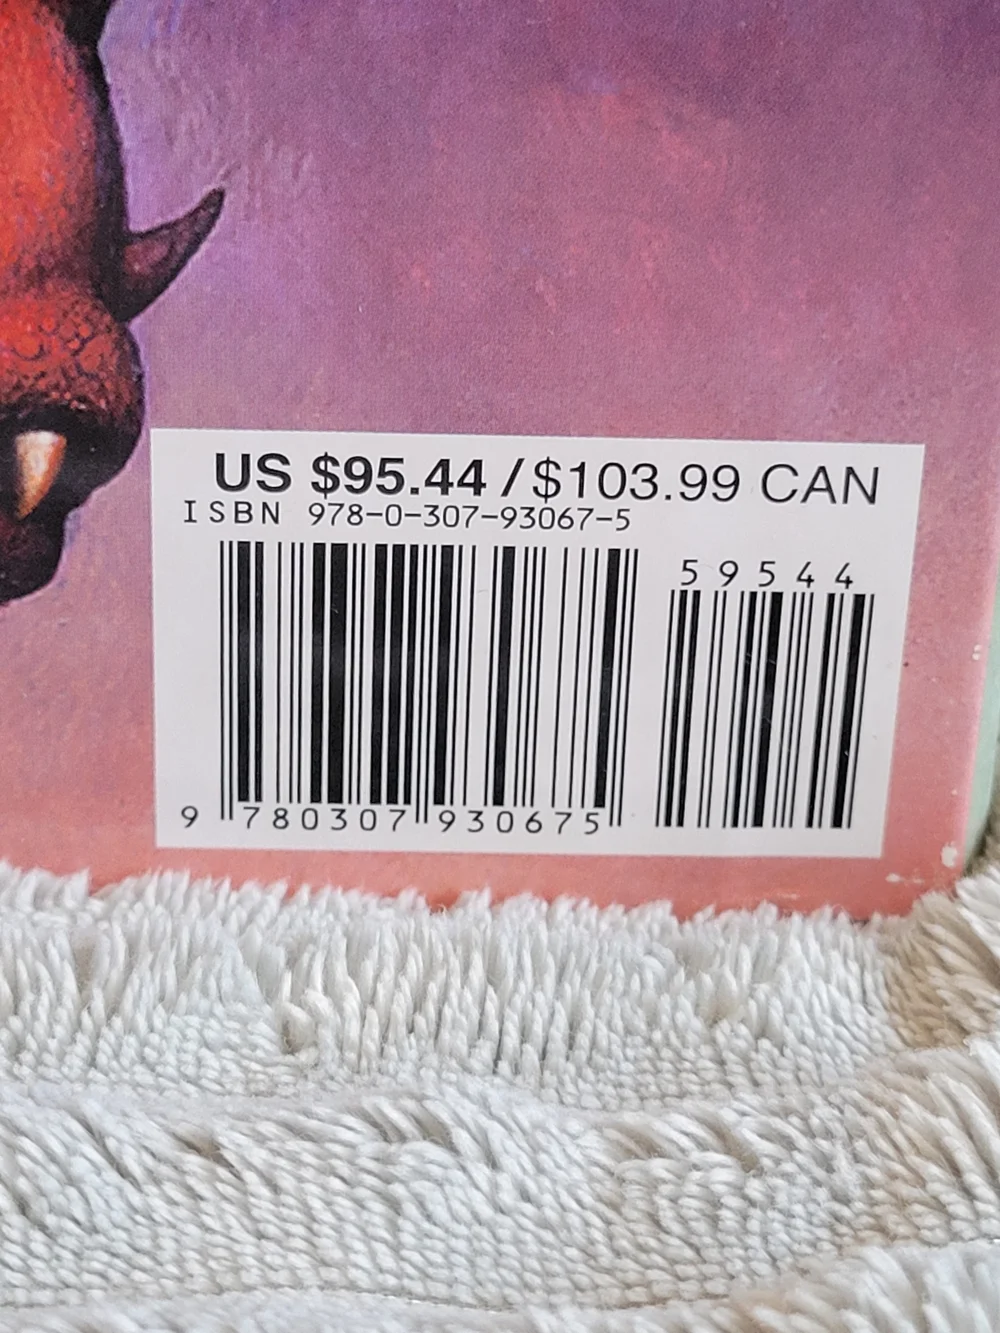 US $95.44 / $103.99 CAN
ISBN 978-0-307-93067-5
59544
9 780307 930675